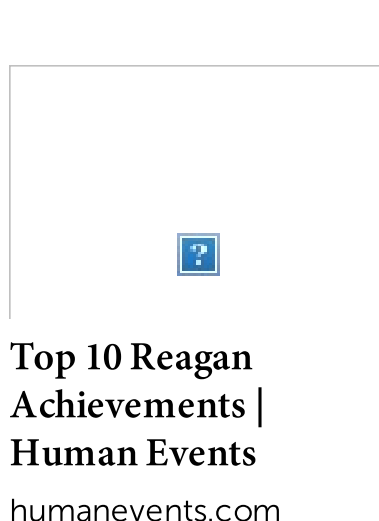 ?
Top 10 Reagan
Achievements |
Human Events
humanevents.com